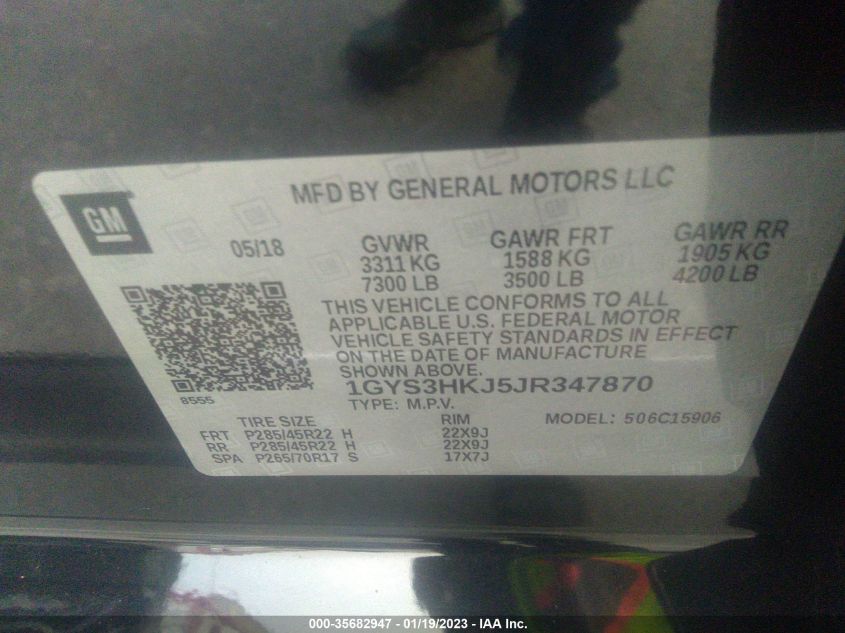 MFD BY GENERAL MOTORS LLC
GM
05/18
GVWR GAWR FRT GAWR RR
3311 KG 1588 KG 1905 KG
7300 LB 3500 LB 4200 LB
THIS VEHICLE CONFORMS TO ALL
APPLICABLE U.S. FEDERAL MOTOR
VEHICLE SAFETY STANDARDS IN EFFECT
ON THE DATE OF MANUFACTURE
SHOWN ABOVE.
8555
1GYS3HKJ5JR347870
TYPE: M.P.V.
MODEL: 506C15906
TIRE SIZE RIM
FRT P285/45R22 H 22X9J
RR P285/45R22 H 22X9J
SPA P265/70R17 S 17X7J
000-35682947 - 01/19/2023 - IAA Inc.